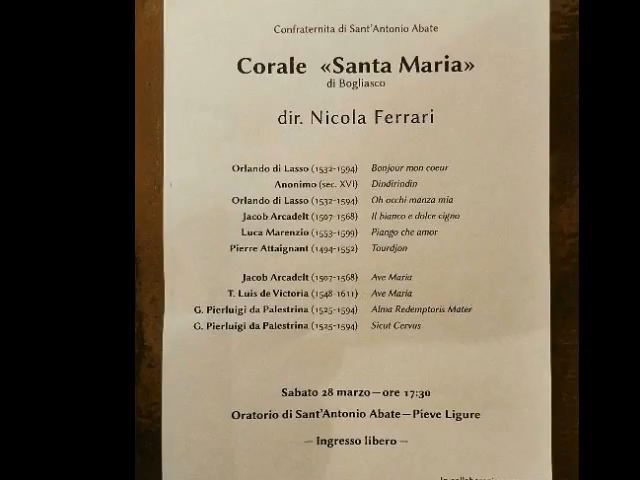 Confraternita di Sant'Antonio Abate
Corale «Santa Maria»
di Bogliasco
dir. Nicola Ferrari
Orlando di Lasso (1532-1594) Bonjour mon coeur
Anonimo (sec. XVI) Dindirindin
Orlando di Lasso (1532-1594) Oh occhi manza mia
Jacob Arcadelt (1507-1568) Il bianco e dolce cigno
Luca Marenzio (1553-1599) Piango che amor
Pierre Attaignant (1494-1552) Tourdjon
Jacob Arcadelt (1507-1568) Ave Maria
T. Luis de Victoria (1548-1611) Ave Maria
G. Pierluigi da Palestrina (1525-1594) Alma Redemptoris Mater
G. Pierluigi da Palestrina (1525-1594) Sicut Cervus
Sabato 28 marzo—ore 17:30
Oratorio di Sant'Antonio Abate—Pieve Ligure
— Ingresso libero —